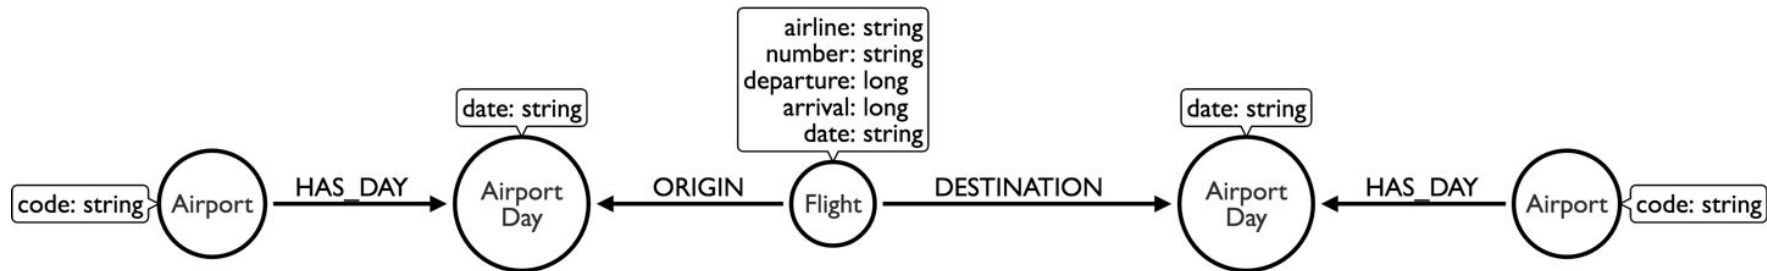 airline: string
number: string
departure: long
arrival: long
date: string
date: string
date: string
code: string
Airport
HAS_DAY
Airport
Day
ORIGIN
Flight
DESTINATION
Airport
Day
HAS_DAY
Airport
code: string